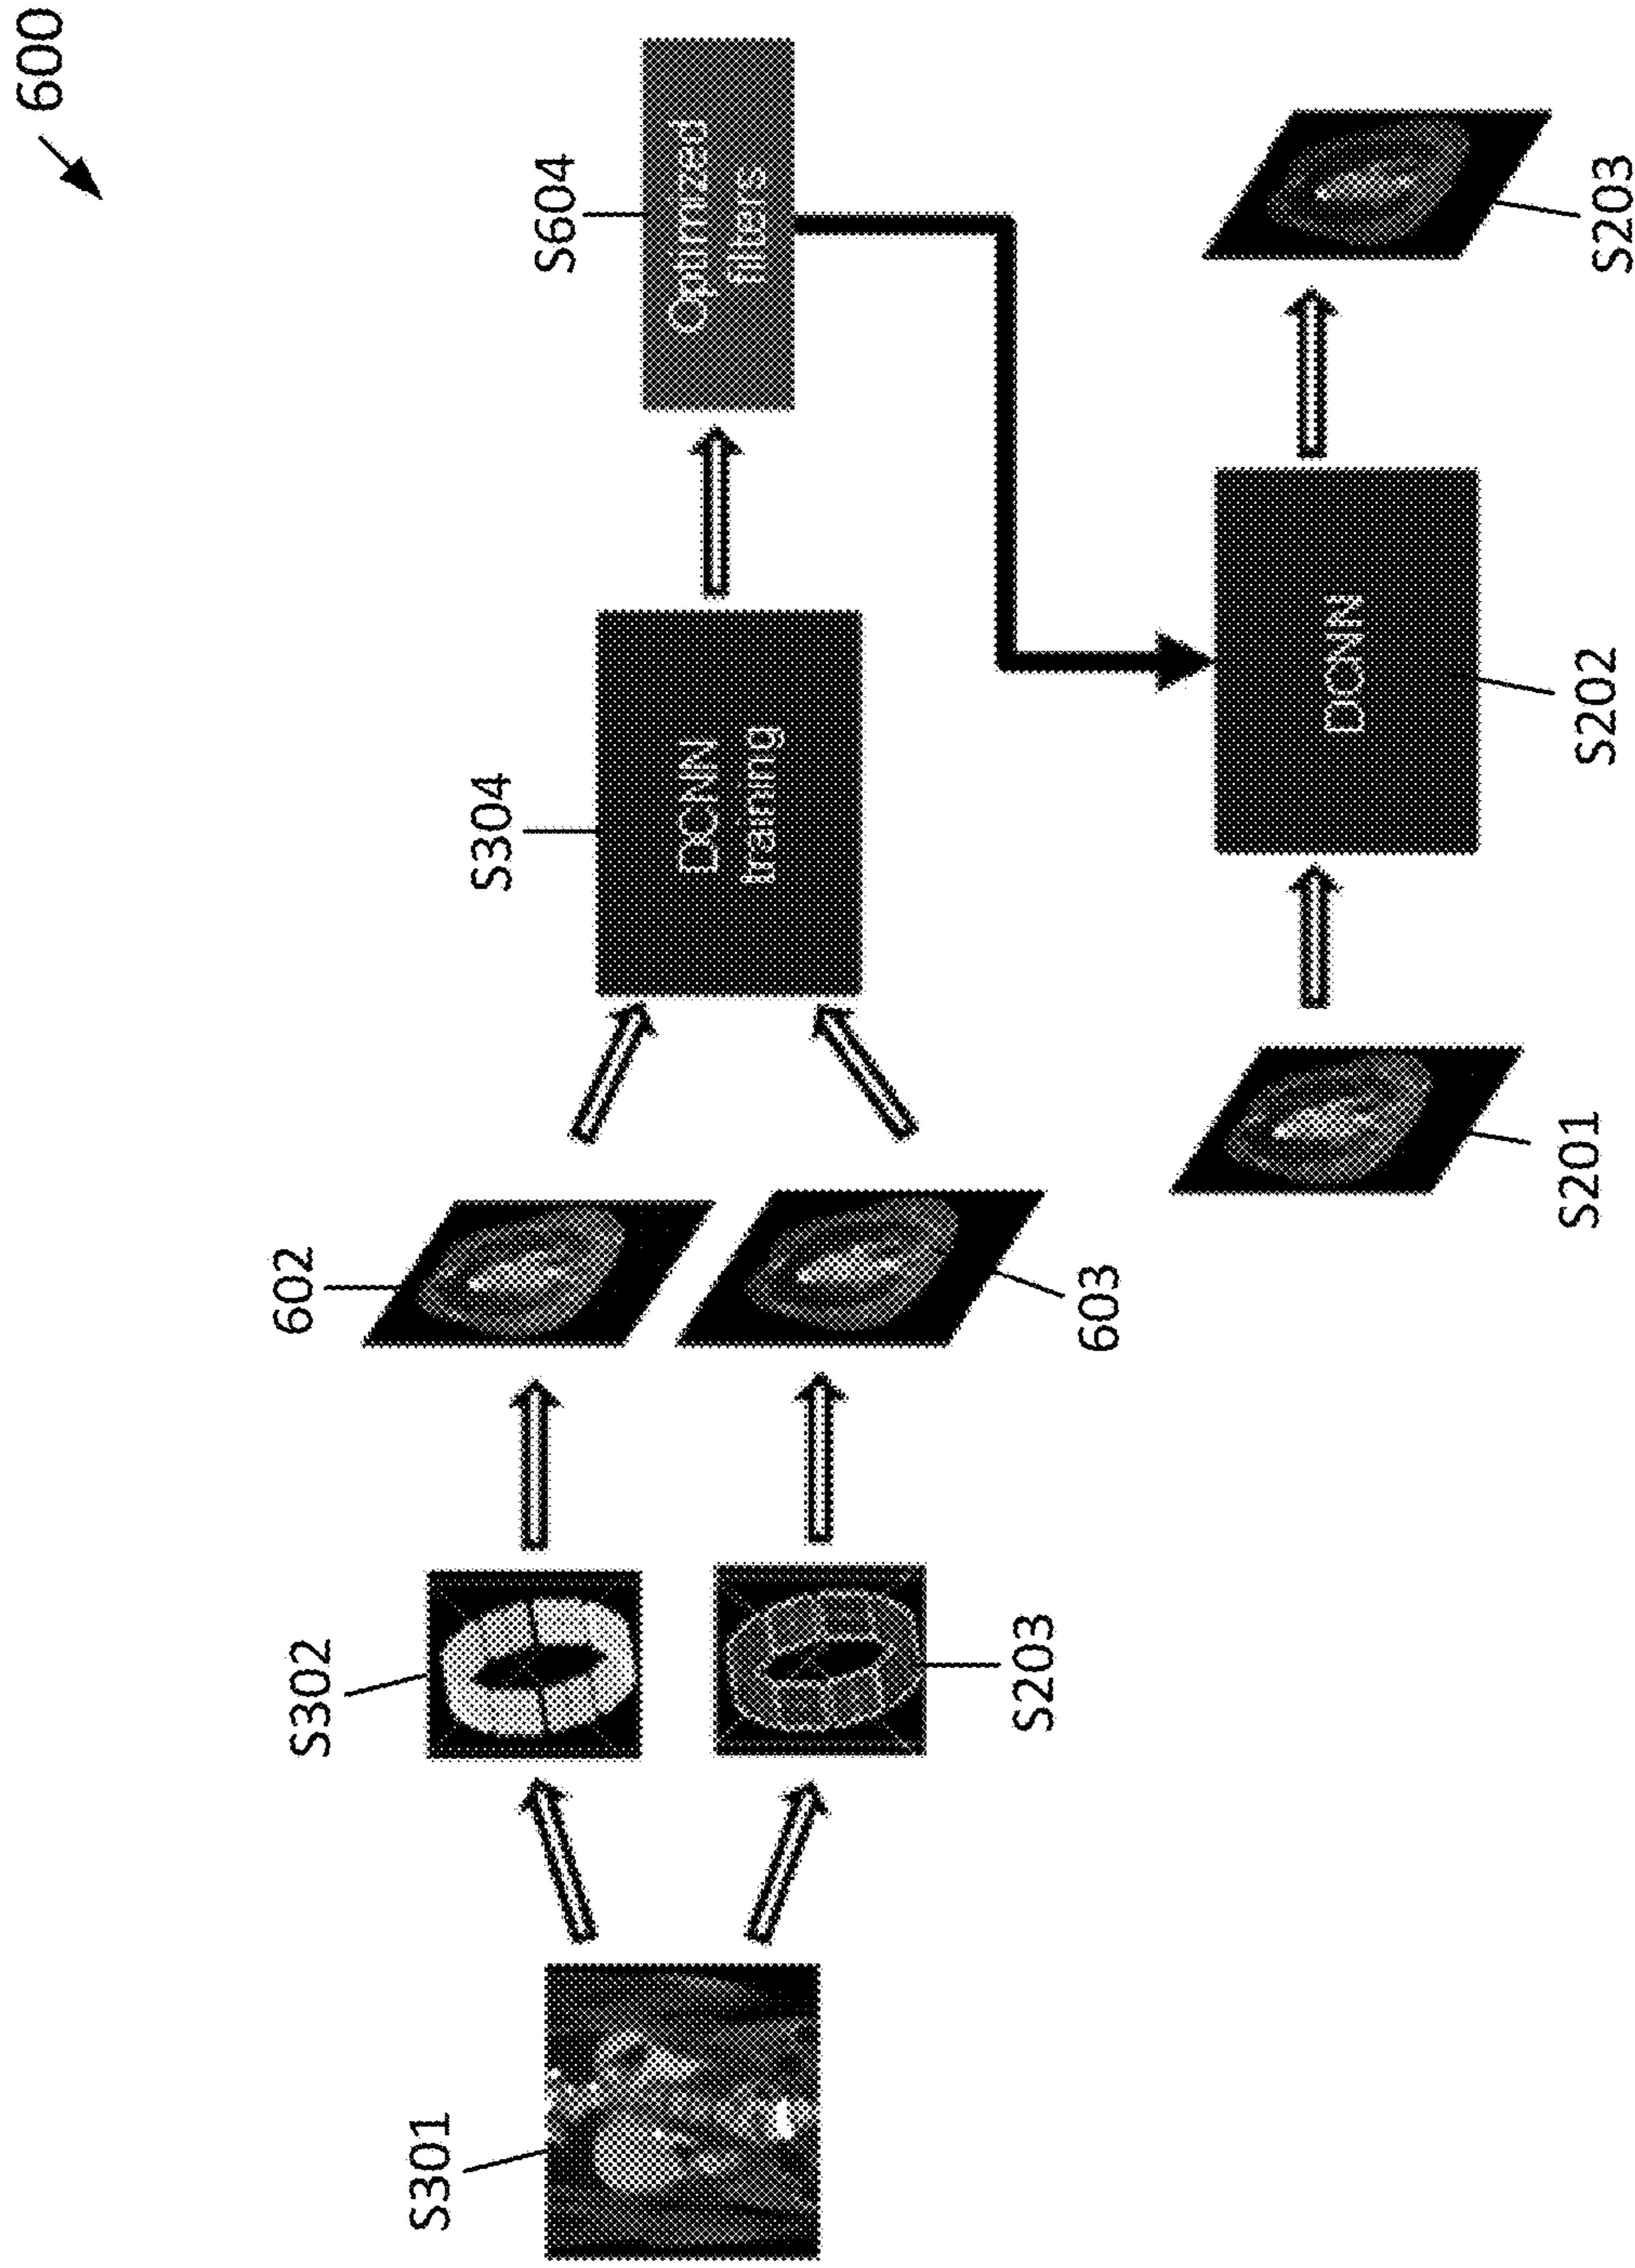 600
S604
Optimized
filters
S304
DCNN
training
602
603
S302
S203
S301
S203
DCNN
S202
S201